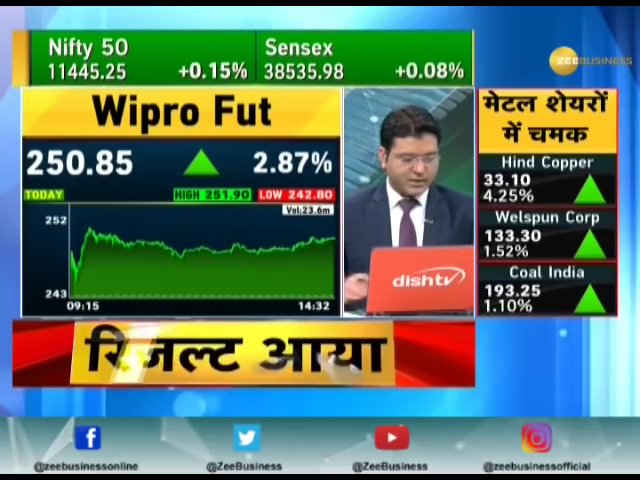 Nifty 50
11445.25 +0.15%
Sensex
38535.98 +0.08%
ZEE BUSINESS
Wipro Fut
250.85 2.87%
TODAY HIGH 251.90 LOW 242.80
Vol:23.6m
252
243
09:15 14:32
dishtv
मेटल शेयरों
में चमक
Hind Copper
33.10
4.25%
Welspun Corp
133.30
1.52%
Coal India
193.25
1.10%
रिजल्ट आया
@zeebusinessonline @ZeeBusiness @ZeeBusiness @zeebusinessofficial